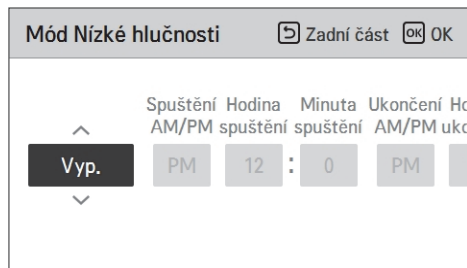 Mód Nízké hlučnosti Zadní část OK OK
Spuštění Hodina Minuta Ukončení
AM/PM spuštění spuštění AM/PM
Vyp. PM 12 : 0 PM